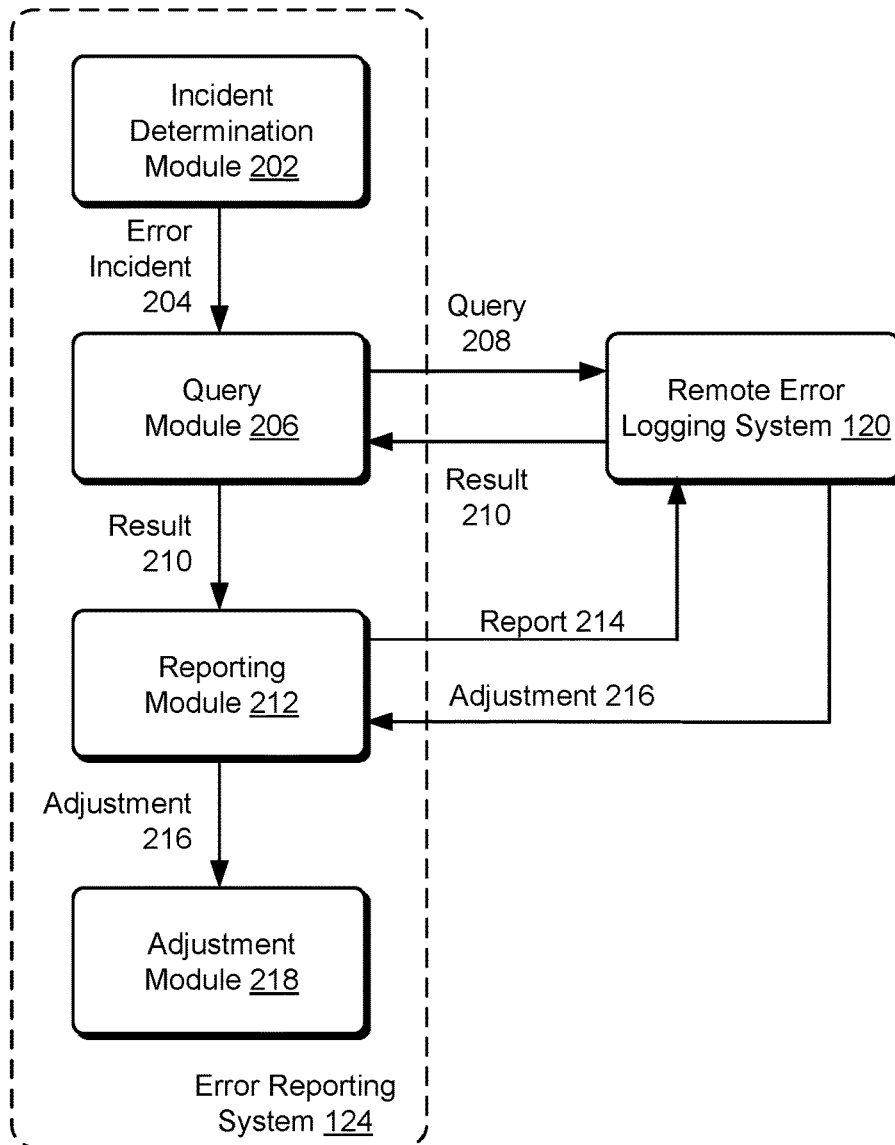 Incident
Determination
Module 202
Error
Incident
204
Query
208
Query
Module 206
Remote Error
Logging System 120
Result
210
Result
210
Report 214
Reporting
Module 212
Adjustment 216
Adjustment
216
Adjustment
Module 218
Error Reporting
System 124